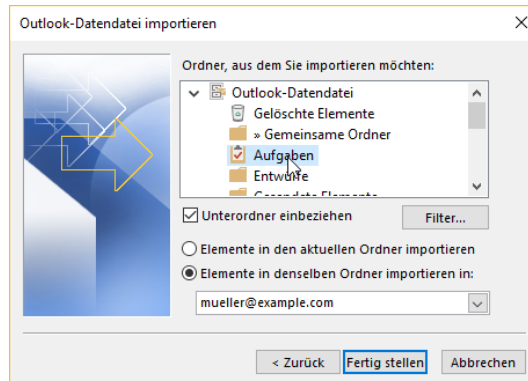 Outlook-Datendatei importieren
Ordner, aus dem Sie importieren möchten:
Outlook-Datendatei
Gelöschte Elemente
» Gemeinsame Ordner
Aufgaben
Entwürfe
Gesendete Elemente
Unterordner einbeziehen
Filter...
Elemente in den aktuellen Ordner importieren
Elemente in denselben Ordner importieren in:
mueller@example.com
< Zurück
Fertig stellen
Abbrechen